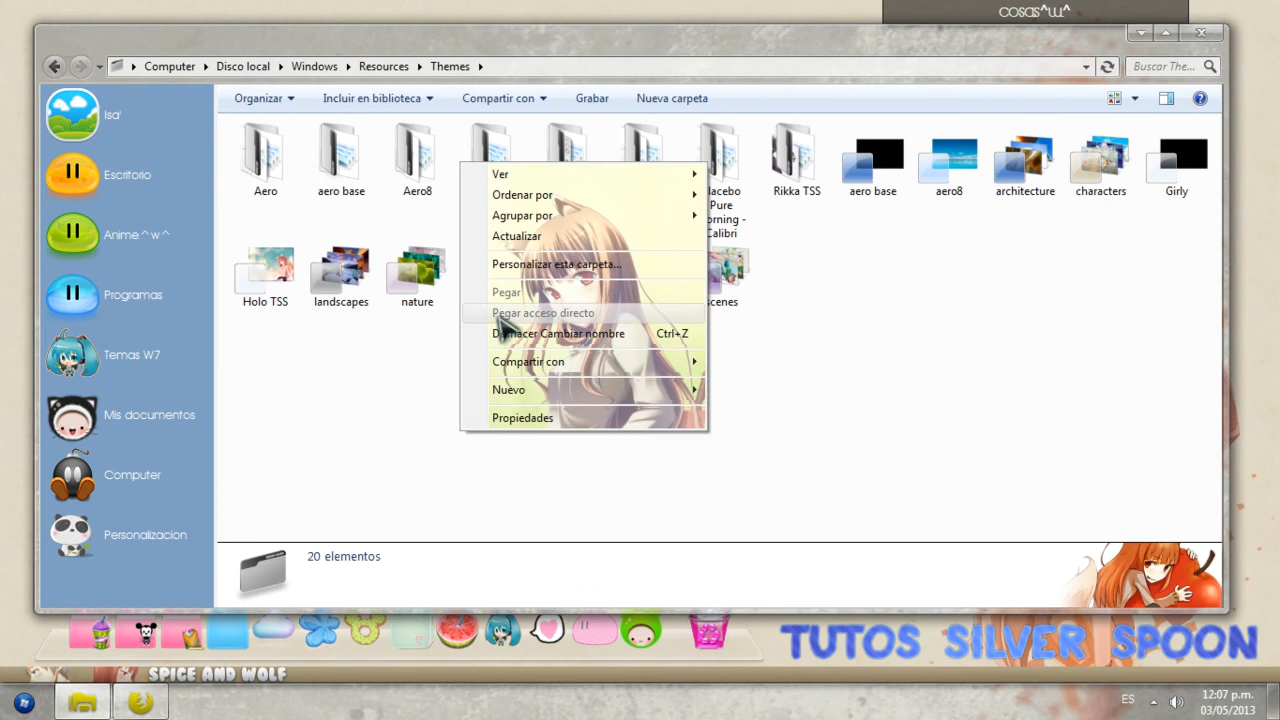 cosas^w^
Computer Disco local Windows Resources Themes
Buscar The...
Organizar Incluir en biblioteca Compartir con Grabar Nueva carpeta
Isa'
Escritorio
Anime^w^
Programas
Temas W7
Mis documentos
Computer
Personalizacion
Aero
aero base
Aero8
lacebo
Pure
orning -
Calibri
Rikka TSS
aero base
aero8
architecture
characters
Girly
Holo TSS
landscapes
nature
scenes
Ver
Ordenar por
Agrupar por
Actualizar
Personalizar esta carpeta...
Pegar
Pegar acceso directo
Deshacer Cambiar nombre Ctrl+Z
Compartir con
Nuevo
Propiedades
20 elementos
TUTOS SILVER SPOON
SPICE AND WOLF
ES
12:07 p.m.
03/05/2013